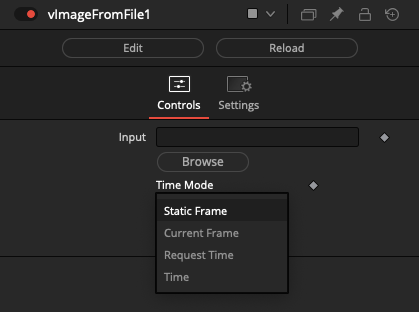 vImageFromFile1
Edit
Reload
Controls
Settings
Input
Browse
Time Mode
Static Frame
Current Frame
Request Time
Time